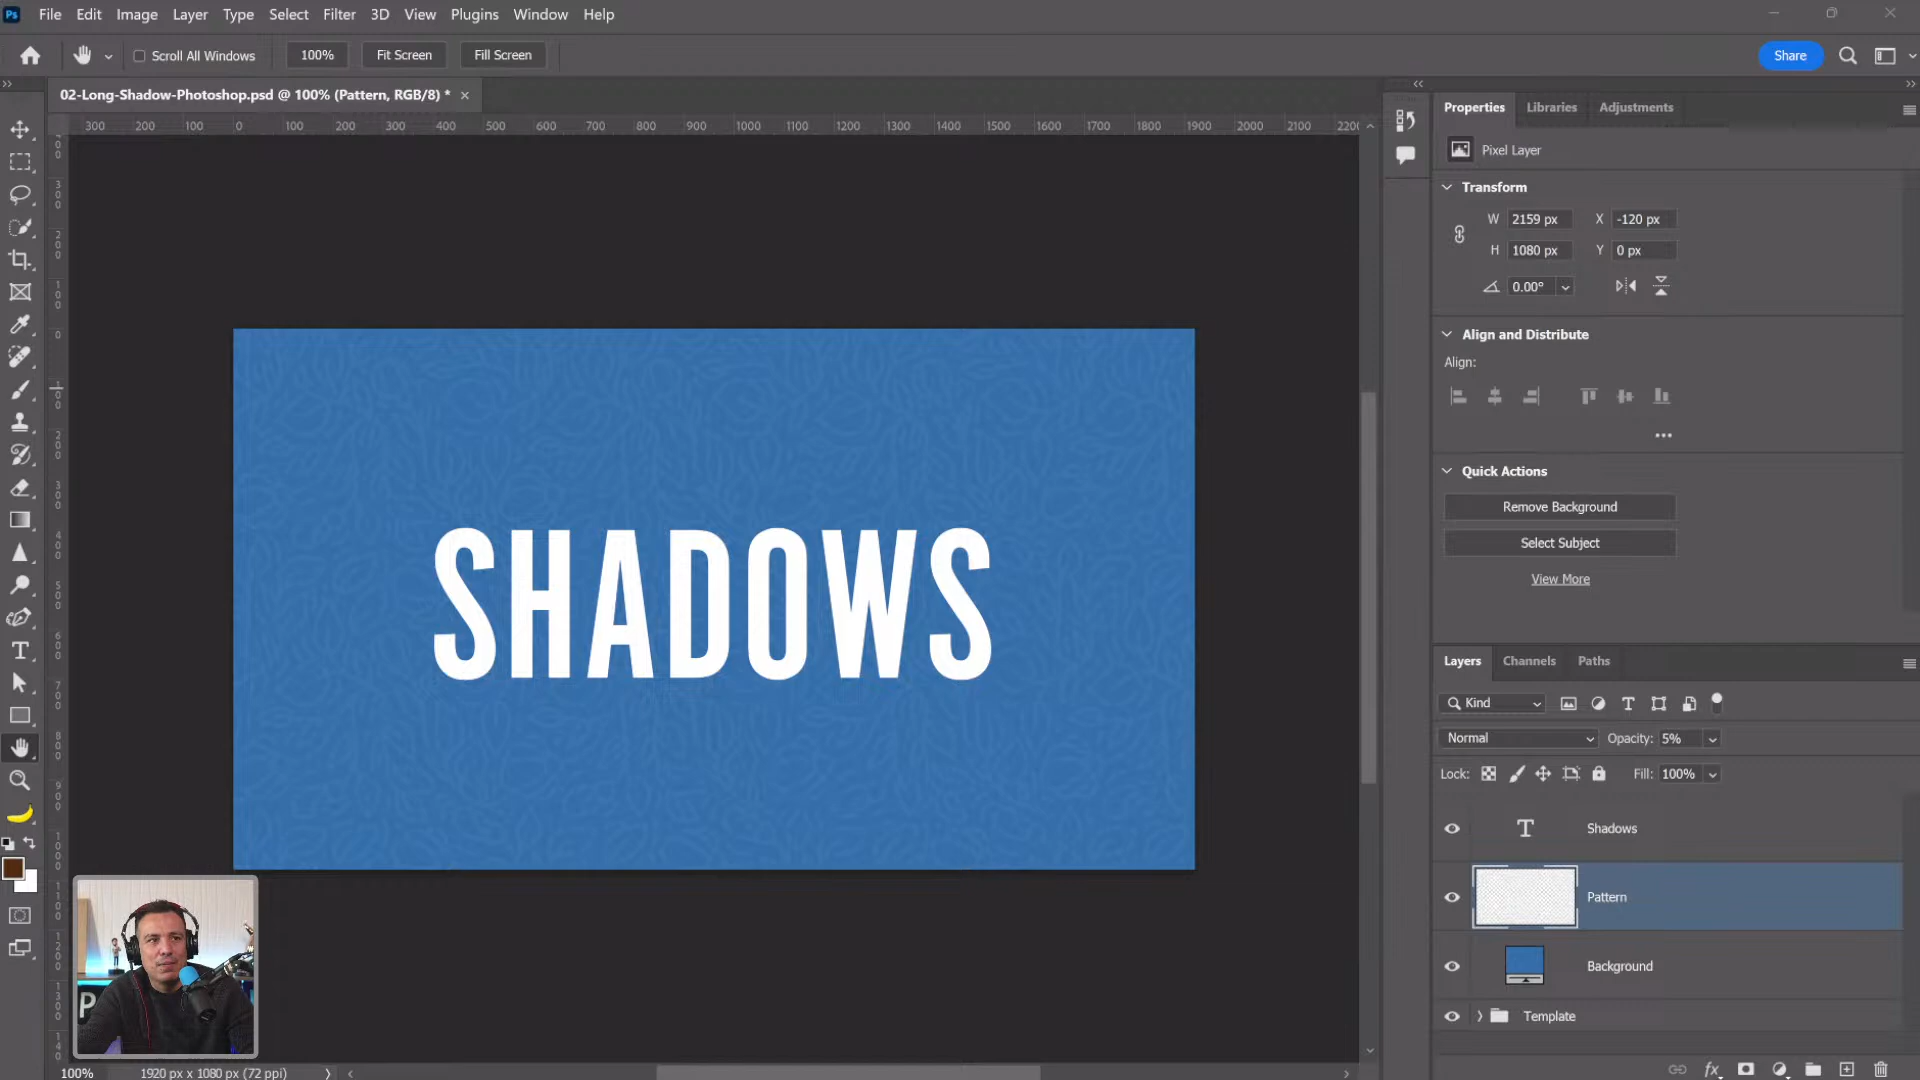 Ps File Edit Image Layer Type Select Filter 3D View Plugins Window Help
Scroll All Windows 100% Fit Screen Fill Screen Share
02-Long-Shadow-Photoshop.psd @ 100% (Pattern, RGB/8) * ×
300 200 100 0 100 200 300 400 500 600 700 800 900 1000 1100 1200 1300 1400 1500 1600 1700 1800 1900 2000 2100 2200
Properties Libraries Adjustments
Pixel Layer
Transform
W 2159 px X -120 px
H 1080 px Y 0 px
0.00°
Align and Distribute
Align:
Quick Actions
Remove Background
Select Subject
View More
SHADOWS
Layers Channels Paths
Kind
Normal Opacity: 5%
Lock: Fill: 100%
Shadows
Pattern
Background
Template
100% 1920 px x 1080 px (72 ppi)